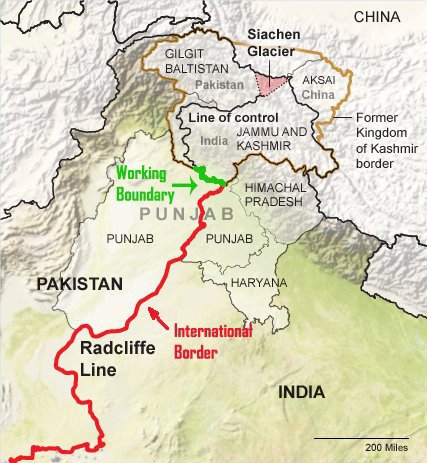 CHINA
Siachen
Glacier
GILGIT
BALTISTAN
Pakistan
AKSAI
China
Line of control
Former
Kingdom
of Kashmir
border
India
JAMMU AND
KASHMIR
Working
Boundary
HIMACHAL
PRADESH
PUNJAB
PUNJAB
PUNJAB
HARYANA
PAKISTAN
International
Border
Radcliffe
Line
INDIA
200 Miles